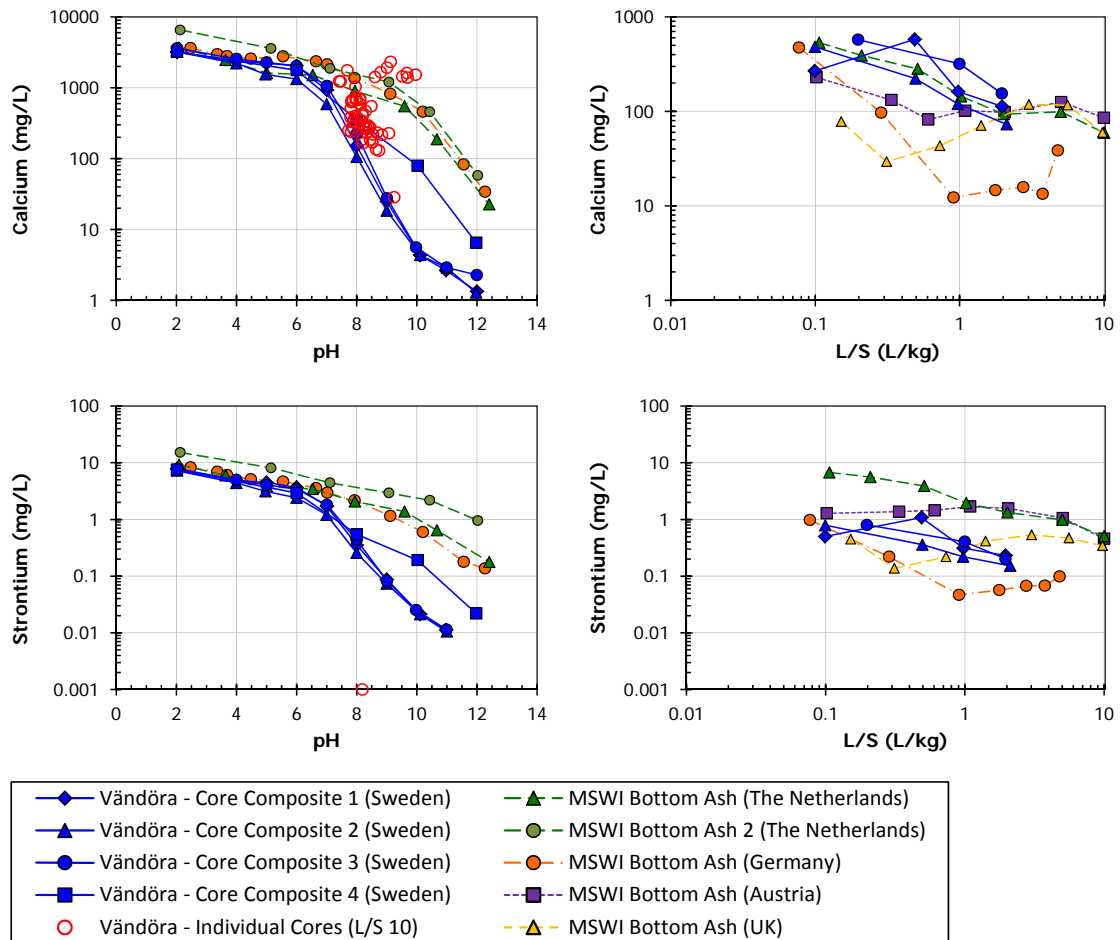 10000
1000
100
10
1
Calcium (mg/L)
0 2 4 6 8 10 12 14
pH
1000
100
10
1
Calcium (mg/L)
0.01 0.1 1 10
L/S (L/kg)
100
10
1
0.1
0.01
0.001
Strontium (mg/L)
0 2 4 6 8 10 12 14
pH
100
10
1
0.1
0.01
0.001
Strontium (mg/L)
0.01 0.1 1 10
L/S (L/kg)
Vändöra - Core Composite 1 (Sweden)
Vändöra - Core Composite 2 (Sweden)
Vändöra - Core Composite 3 (Sweden)
Vändöra - Core Composite 4 (Sweden)
Vändöra - Individual Cores (L/S 10)
MSWI Bottom Ash (The Netherlands)
MSWI Bottom Ash 2 (The Netherlands)
MSWI Bottom Ash (Germany)
MSWI Bottom Ash (Austria)
MSWI Bottom Ash (UK)